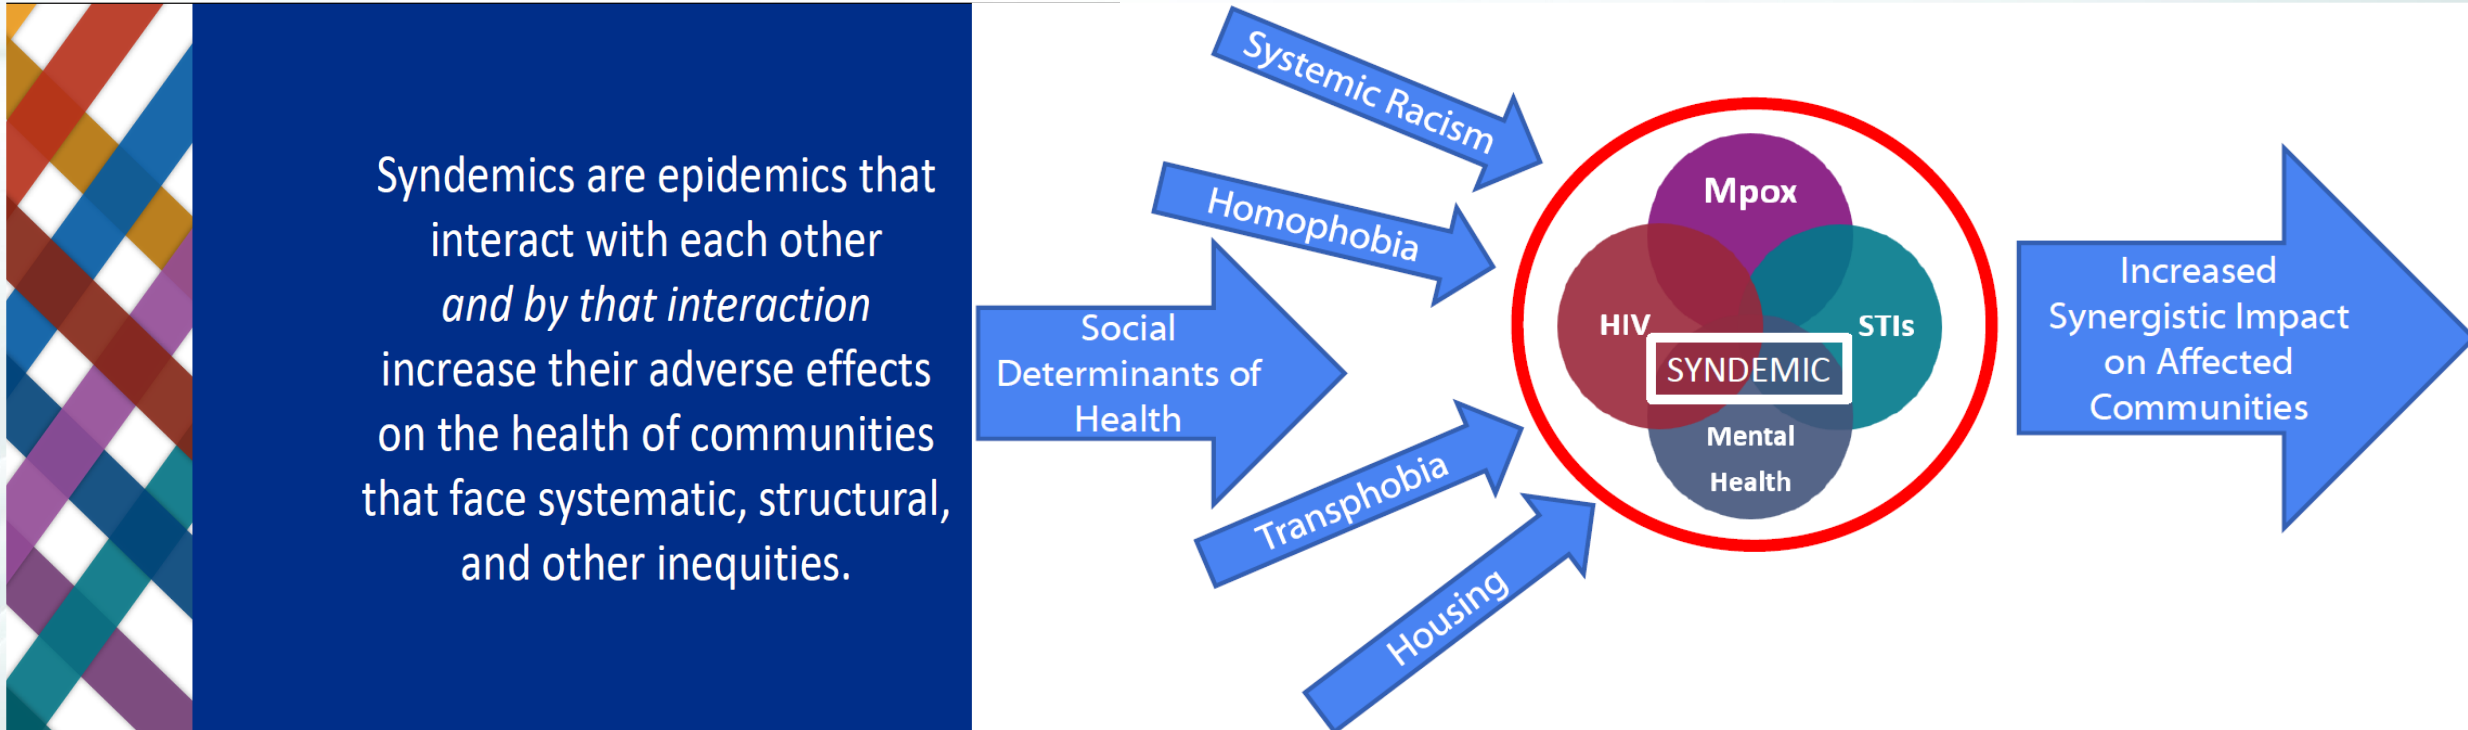 Syndemics are epidemics that
interact with each other
and by that interaction
increase their adverse effects
on the health of communities
that face systematic, structural,
and other inequities.
Systemic Racism
Homophobia
Social
Determinants of
Health
Transphobia
Housing
Mpox
HIV
STIs
SYNDEMIC
Mental
Health
Increased
Synergistic Impact
on Affected
Communities